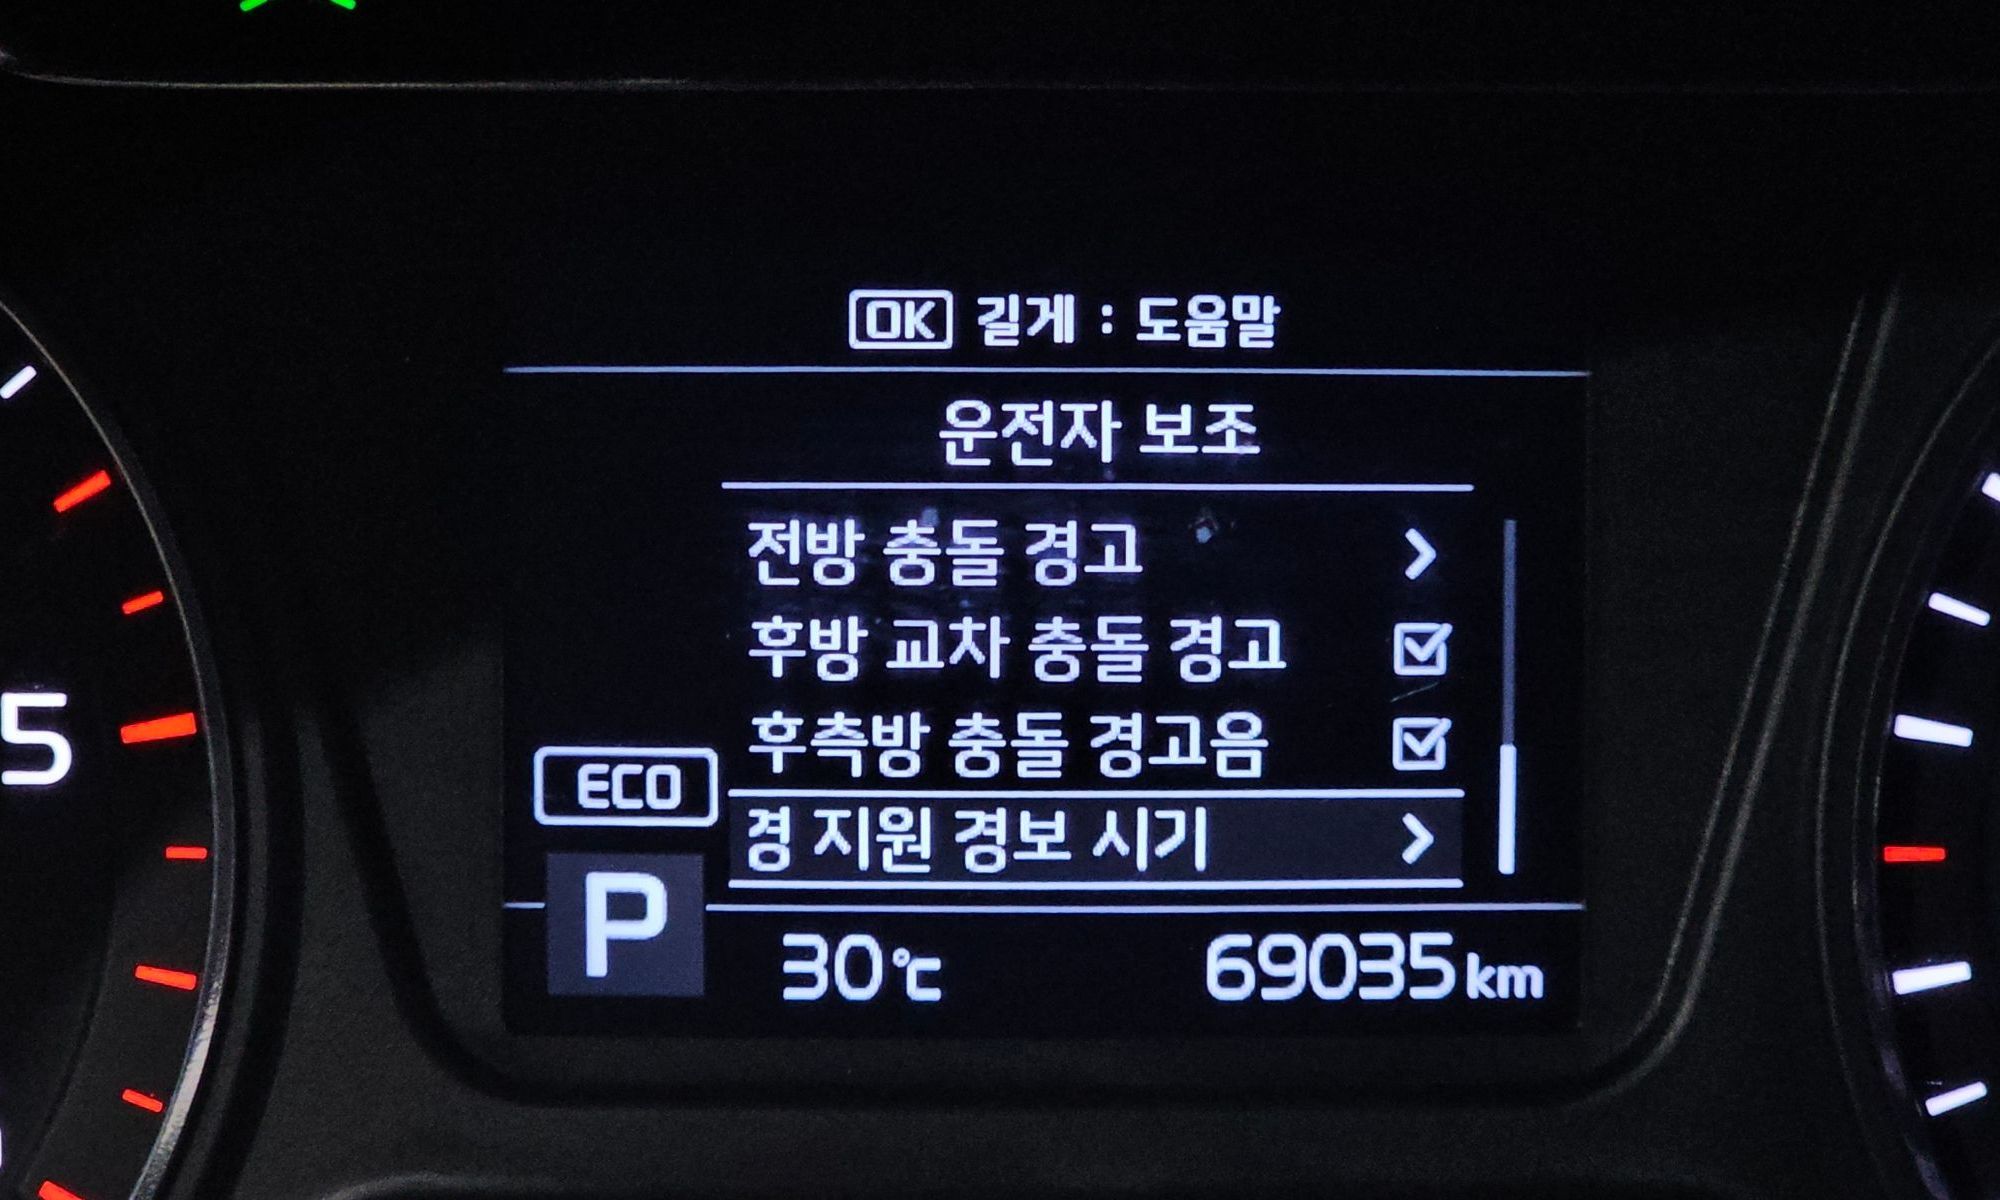 OK 길게 : 도움말
운전자 보조
전방 충돌 경고
후방 교차 충돌 경고
후측방 충돌 경고음
경 지원 경보 시기
ECO
P
30℃
69035 km
5